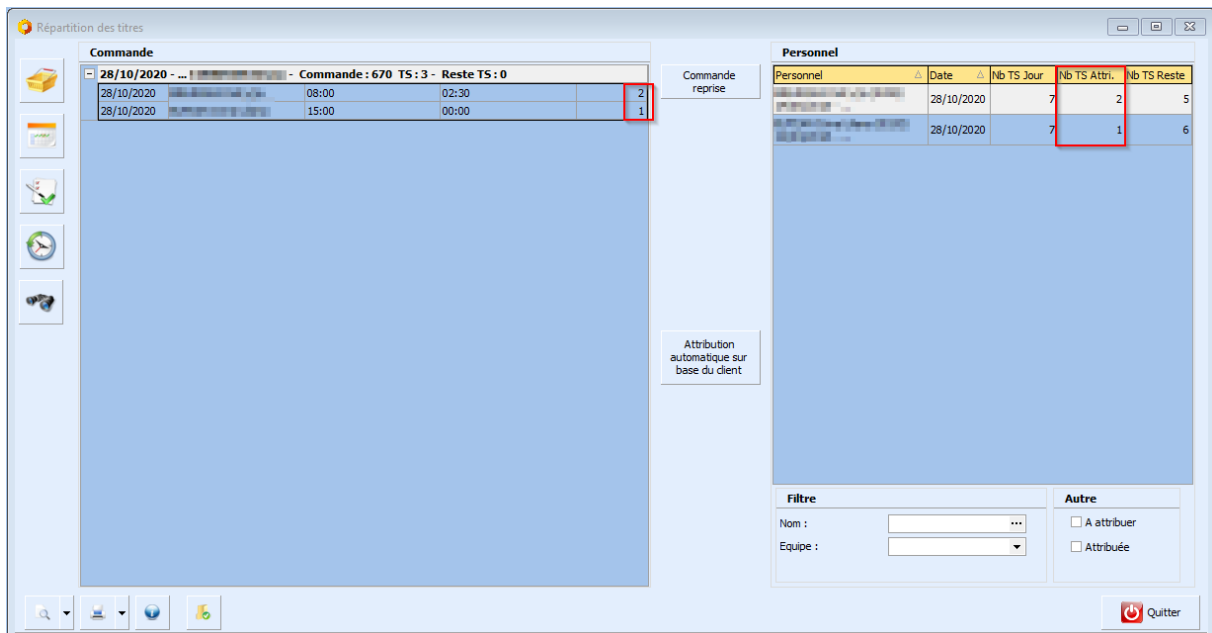 Répartition des titres
Commande
28/10/2020 - ... - Commande : 670 TS : 3 - Reste TS : 0
28/10/2020 08:00 02:30 2
28/10/2020 15:00 00:00 1
Commande
reprise
Attribution
automatique sur
base du client
Personnel
Personnel Date Nb TS Jour Nb TS Attri. Nb TS Reste
28/10/2020 7 2 5
28/10/2020 7 1 6
Filtre
Nom :
Equipe :
Autre
A attribuer
Attribuée
Quitter